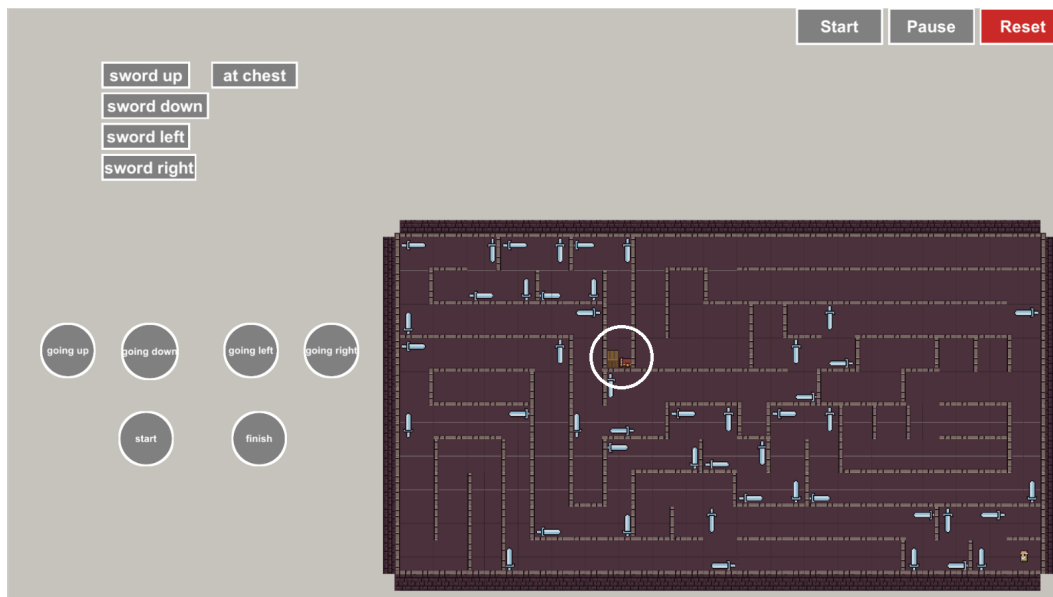 Start Pause Reset
sword up at chest
sword down
sword left
sword right
going up going down going left going right
start finish